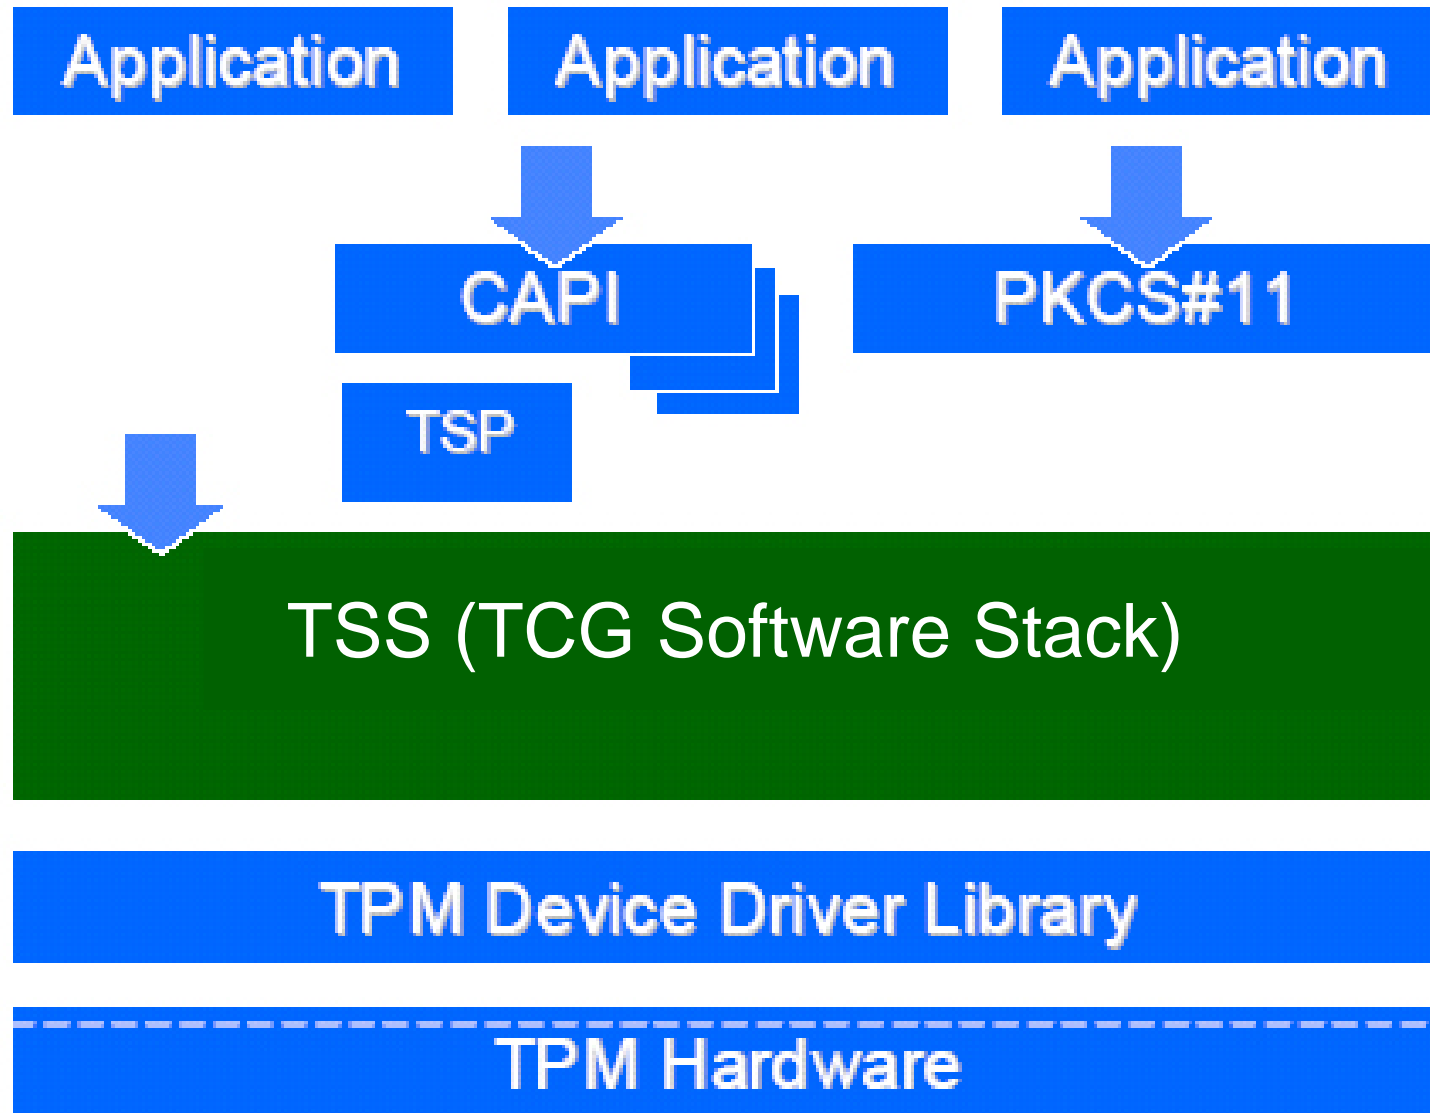 Application
Application
Application
CAPI
PKCS#11
TSP
TSS (TCG Software Stack)
TPM Device Driver Library
TPM Hardware